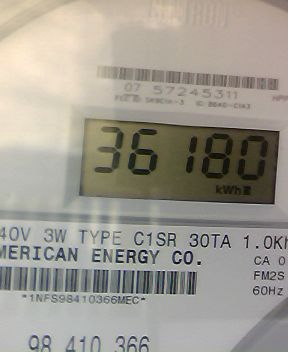 07 57245311
36180
kWh
40V 3W TYPE C1SR 30TA 1.0Kh
MERICAN ENERGY CO.
CA 0
FM2S
60Hz
*1NFS98410366MEC*
98 410 366